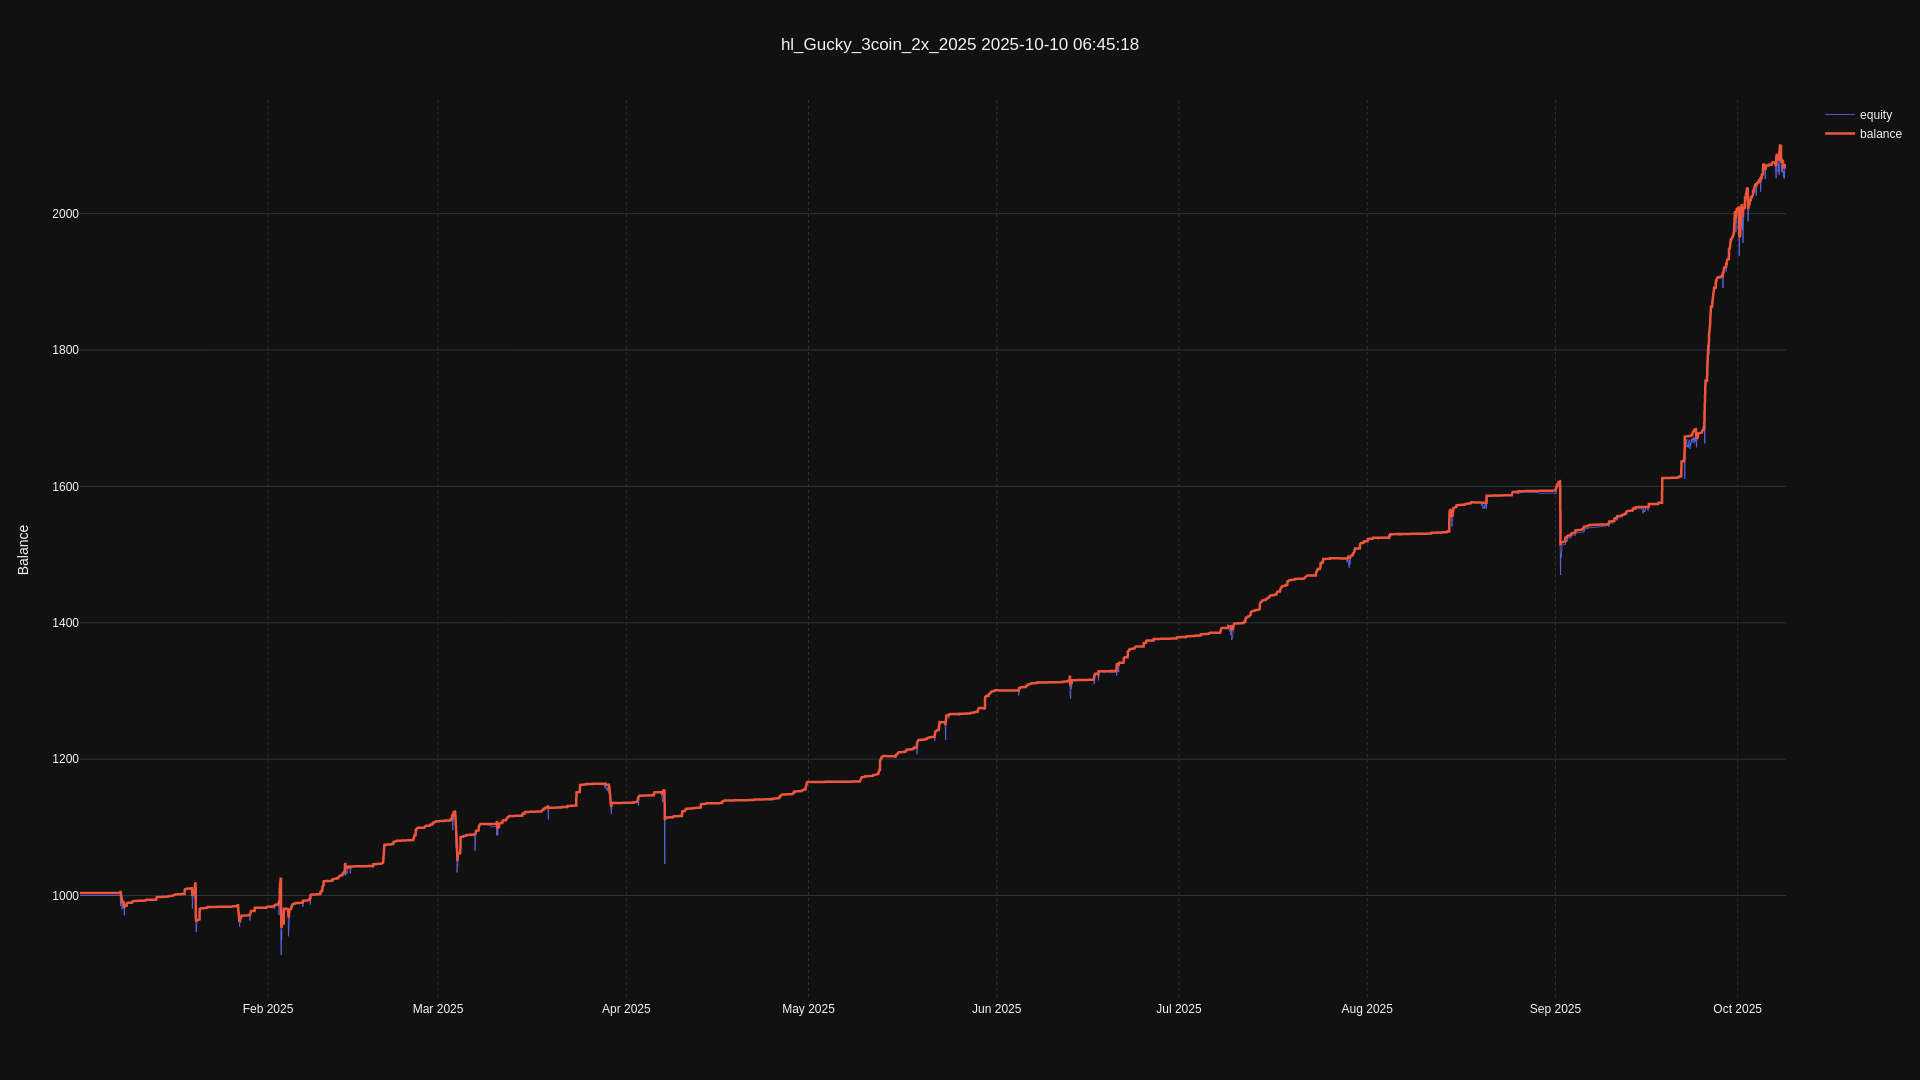 hl_Gucky_3coin_2x_2025 2025-10-10 06:45:18
equity
balance
2000
1800
1600
1400
1200
1000
Balance
Feb 2025
Mar 2025
Apr 2025
May 2025
Jun 2025
Jul 2025
Aug 2025
Sep 2025
Oct 2025